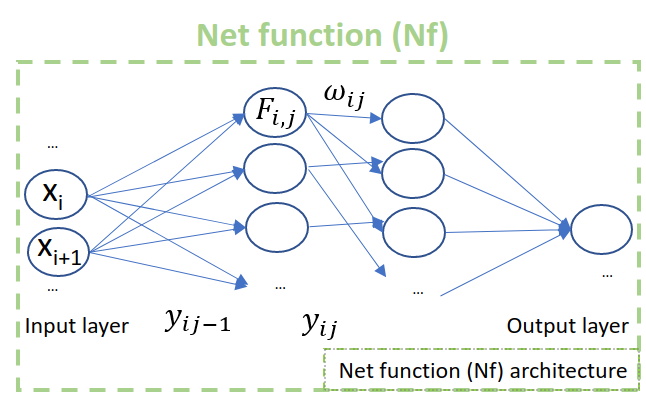 Net function (Nf)
ω_{ij}
F_{i,j}
...
x_i
x_{i+1}
...
...
...
...
Input layer
y_{ij−1}
y_{ij}
Output layer
Net function (Nf) architecture